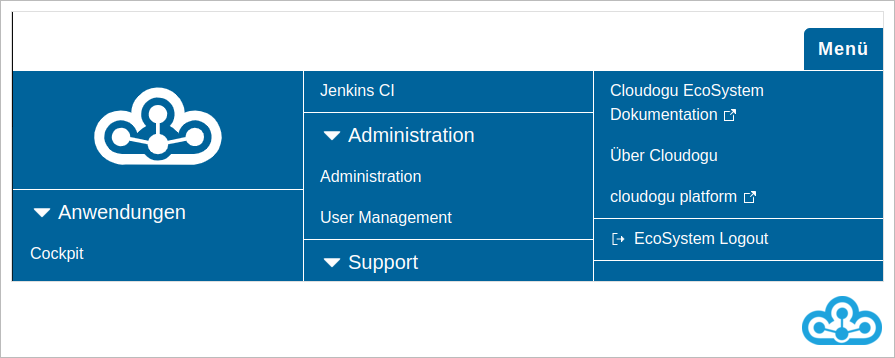 Menü
Anwendungen
Cockpit
Jenkins CI
Administration
Administration
User Management
Support
Cloudogu EcoSystem
Dokumentation
Über Cloudogu
cloudogu platform
EcoSystem Logout